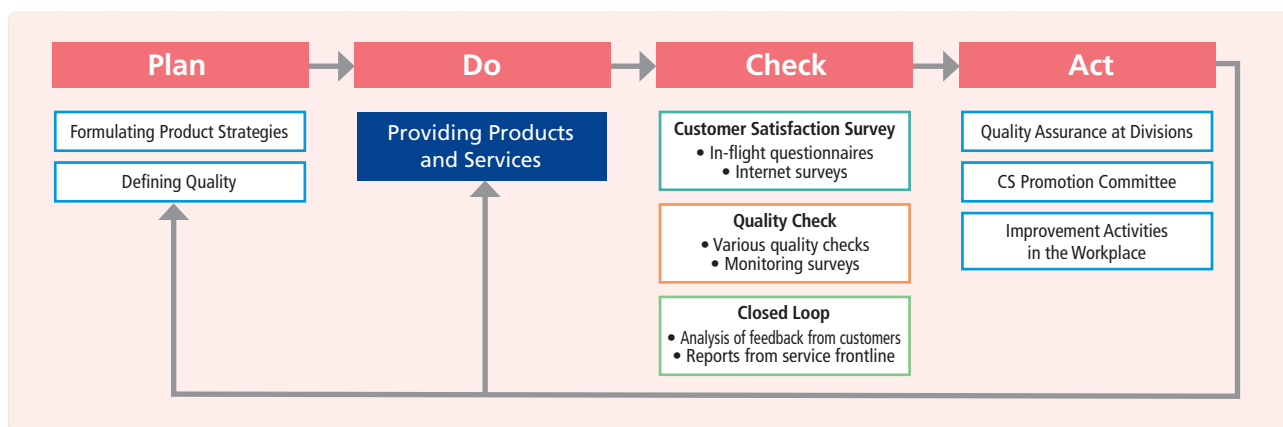 Plan
Do
Check
Act
Formulating Product Strategies
Defining Quality
Providing Products
and Services
Customer Satisfaction Survey
• In-flight questionnaires
• Internet surveys
Quality Check
• Various quality checks
• Monitoring surveys
Closed Loop
• Analysis of feedback from customers
• Reports from service frontline
Quality Assurance at Divisions
CS Promotion Committee
Improvement Activities
in the Workplace